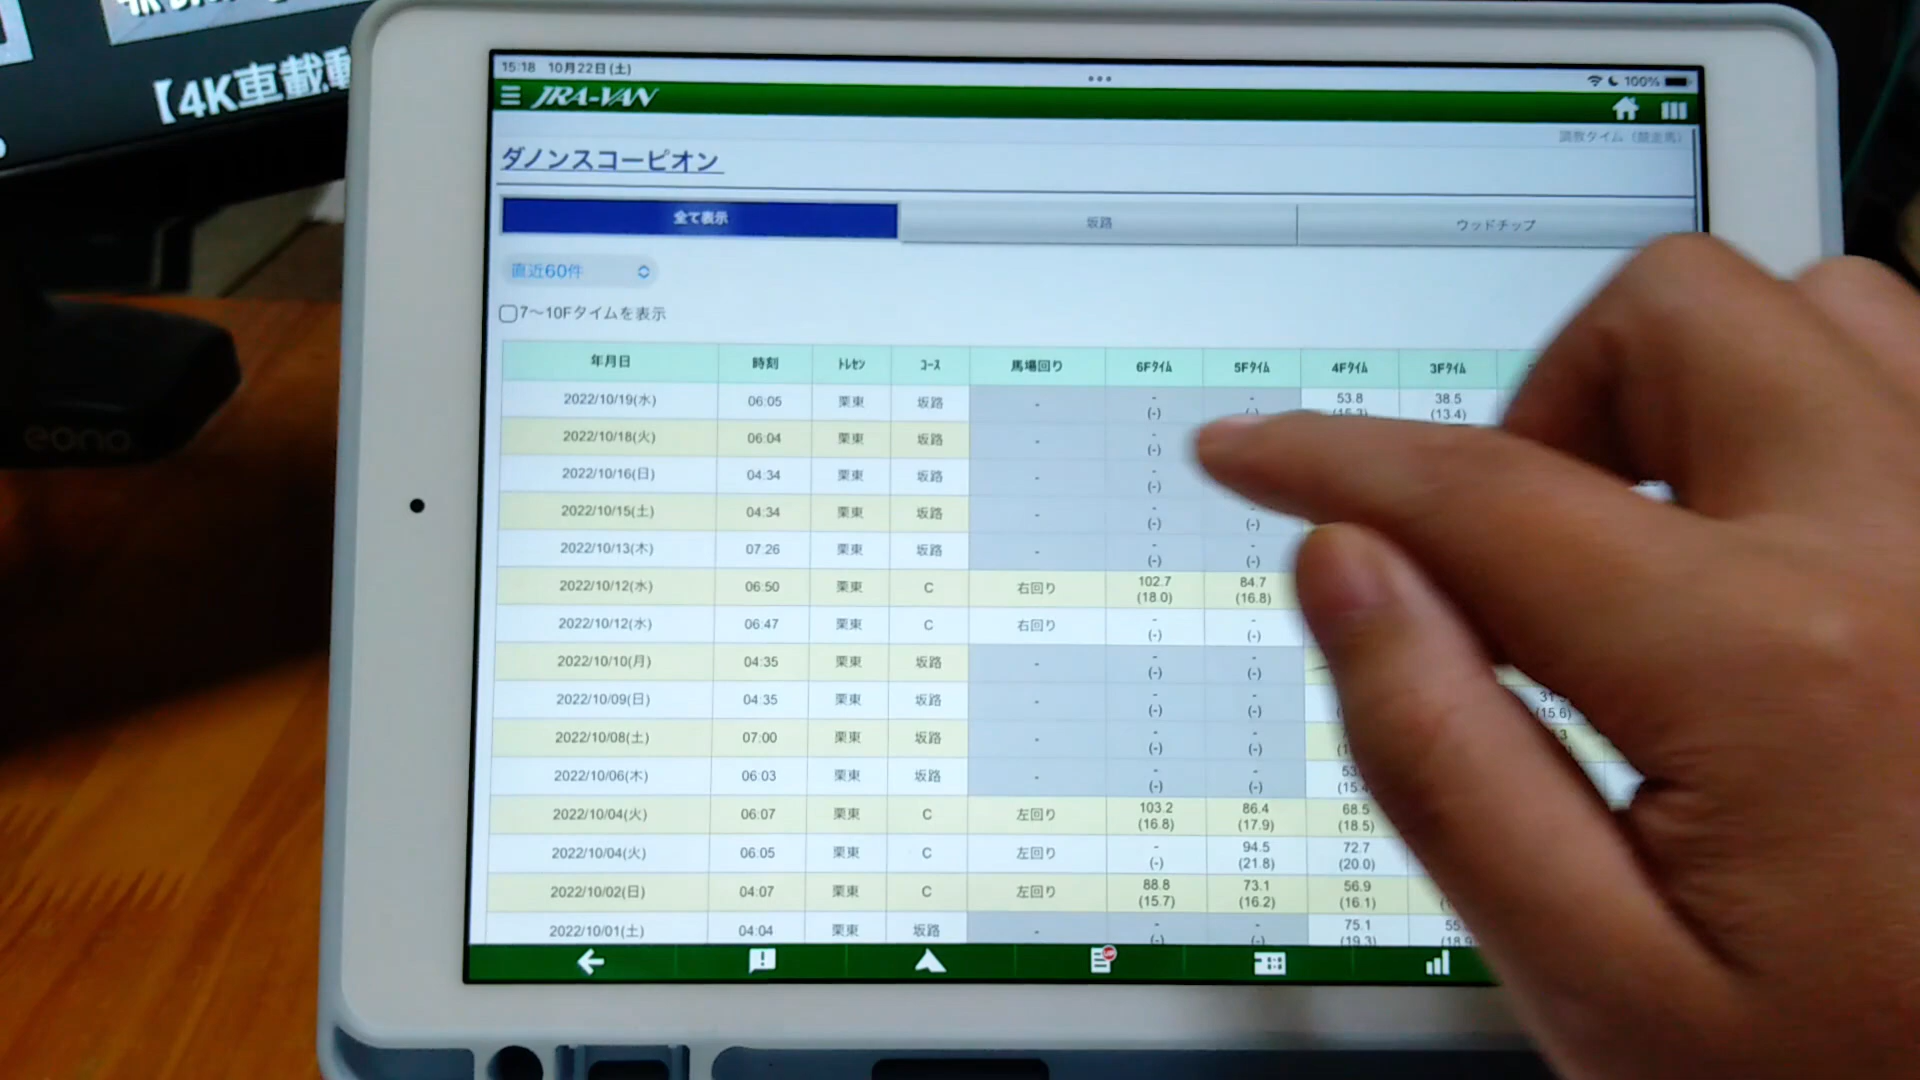 【4K車載動
eono
15:18 10月22日(土)
100%
JRA-VAN
調教タイム（競走馬）
ダノンスコーピオン
全て表示 坂路 ウッドチップ
直近60件
7～10Fタイムを表示
年月日 時刻 ﾄﾚｾﾝ ｺｰｽ 馬場回り 6Fﾀｲﾑ 5Fﾀｲﾑ 4Fﾀｲﾑ 3Fﾀｲﾑ
2022/10/19(水) 06:05 栗東 坂路 - - - 53.8 38.5
(-) (-) (15.3) (13.4)
2022/10/18(火) 06:04 栗東 坂路 - -
(-)
2022/10/16(日) 04:34 栗東 坂路 - -
(-)
2022/10/15(土) 04:34 栗東 坂路 - - -
(-) (-)
2022/10/13(木) 07:26 栗東 坂路 - - -
(-) (-)
2022/10/12(水) 06:50 栗東 C 右回り 102.7 84.7
(18.0) (16.8)
2022/10/12(水) 06:47 栗東 C 右回り - -
(-) (-)
2022/10/10(月) 04:35 栗東 坂路 - - -
(-) (-)
2022/10/09(日) 04:35 栗東 坂路 - - -
(-) (-) (15.6)
2022/10/08(土) 07:00 栗東 坂路 - - -
(-) (-)
2022/10/06(木) 06:03 栗東 坂路 - - -
(-) (-)
2022/10/04(火) 06:07 栗東 C 左回り 103.2 86.4 68.5
(16.8) (17.9) (18.5)
2022/10/04(火) 06:05 栗東 C 左回り - 94.5 72.7
(-) (21.8) (20.0)
2022/10/02(日) 04:07 栗東 C 左回り 88.8 73.1 56.9
(15.7) (16.2) (16.1)
2022/10/01(土) 04:04 栗東 坂路 - - - 75.1
(-) (-) (19.3)